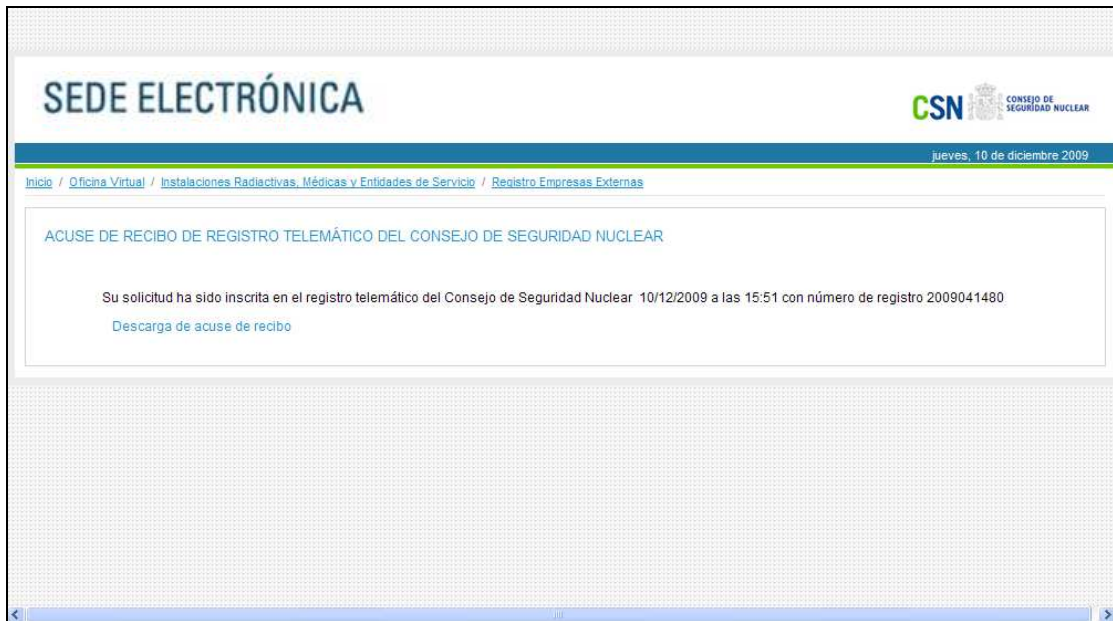 SEDE ELECTRÓNICA
CSN CONSEJO DE
SEGURIDAD NUCLEAR
jueves, 10 de diciembre 2009
Inicio / Oficina Virtual / Instalaciones Radiactivas, Médicas y Entidades de Servicio / Registro Empresas Externas
ACUSE DE RECIBO DE REGISTRO TELEMÁTICO DEL CONSEJO DE SEGURIDAD NUCLEAR
Su solicitud ha sido inscrita en el registro telemático del Consejo de Seguridad Nuclear 10/12/2009 a las 15:51 con número de registro 2009041480
Descarga de acuse de recibo